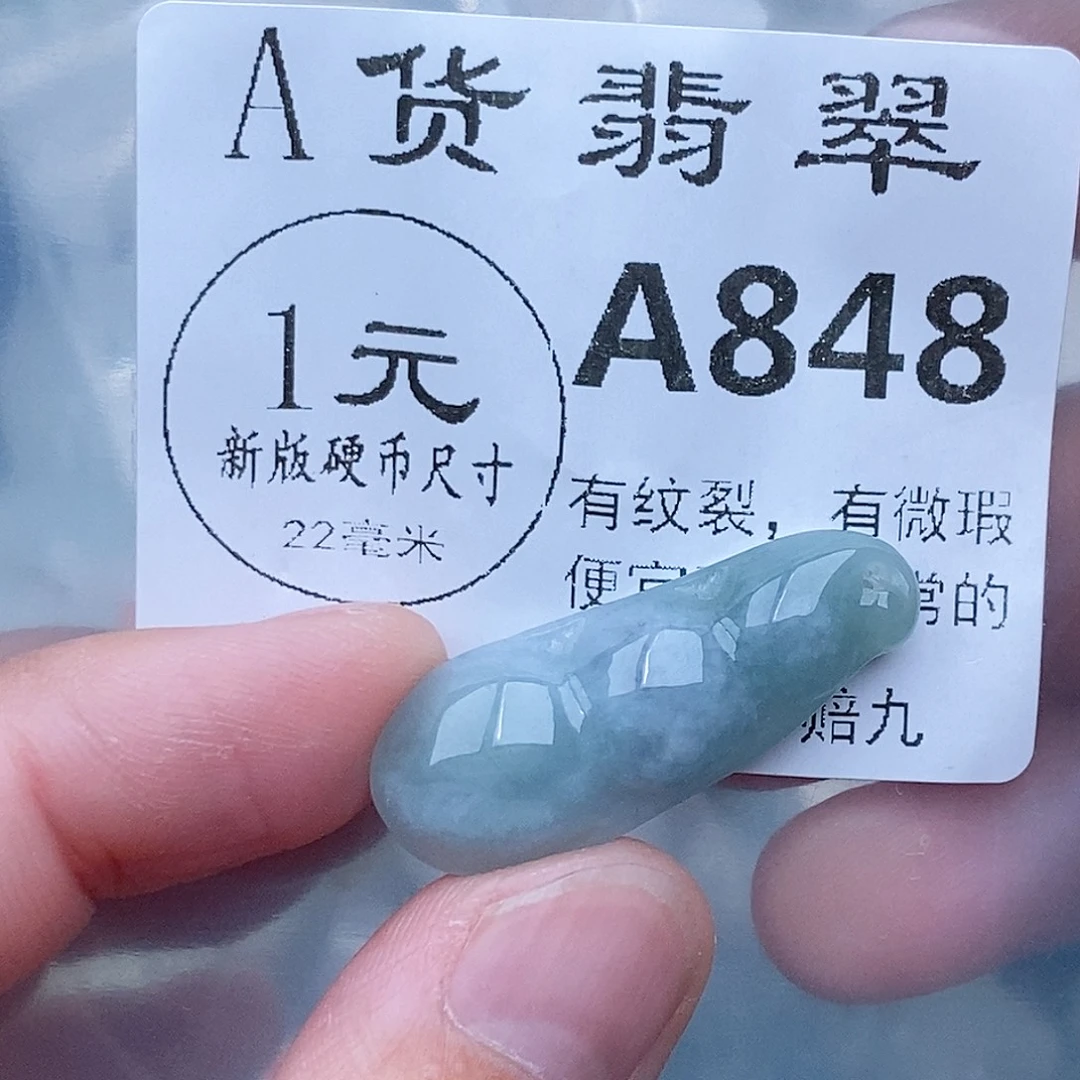 A货翡翠
1元
新版硬币尺寸
22毫米
A848
有纹裂，有微瑕
便宜 常的
赔九